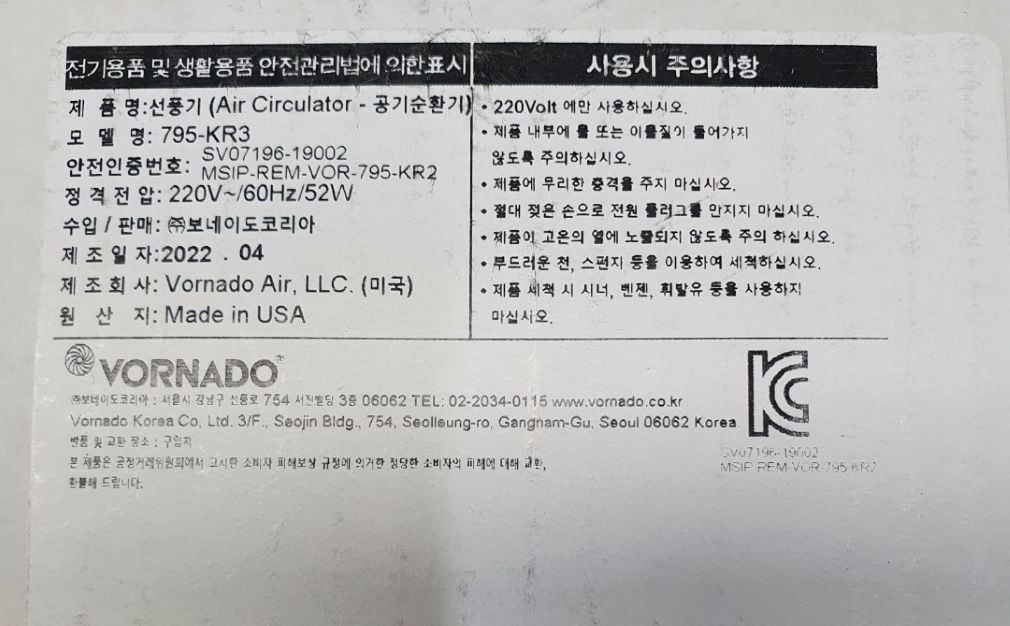 전기용품 및 생활용품 안전관리법에 의한표시
제 품 명:선풍기 (Air Circulator - 공기순환기)
모 델 명: 795-KR3
안전인증번호: SV07196-19002
MSIP-REM-VOR-795-KR2
정 격 전 압: 220V~/60Hz/52W
수입 / 판매: ㈜보네이도코리아
제 조 일 자:2022 . 04
제 조 회 사: Vornado Air, LLC. (미국)
원 산 지: Made in USA
사용시 주의사항
• 220Volt 에만 사용하십시오.
• 제품 내부에 물 또는 이물질이 들어가지
않도록 주의하십시오.
• 제품에 무리한 충격을 주지 마십시오.
• 절대 젖은 손으로 전원 플러그를 만지지 마십시오.
• 제품이 고온의 열에 노출되지 않도록 주의 하십시오.
• 부드러운 천, 스펀지 등을 이용하여 세척하십시오.
• 제품 세척 시 시너, 벤젠, 휘발유 등을 사용하지
마십시오.
VORNADO®
㈜보네이도코리아 : 서울시 강남구 선릉로 754 서진빌딩 3층 06062 TEL: 02-2034-0115 www.vornado.co.kr
Vornado Korea Co, Ltd. 3/F., Seojin Bldg., 754, Seolleung-ro, Gangnam-Gu, Seoul 06062 Korea.
반품 및 교환 장소 : 구입처
본 제품은 공정거래위원회에서 고시한 소비자 피해보상 규정에 의거한 정당한 소비자의 피해에 대해 교환,
환불해 드립니다.
KC
SV07196-19002
MSIP-REM-VOR-795-KR2